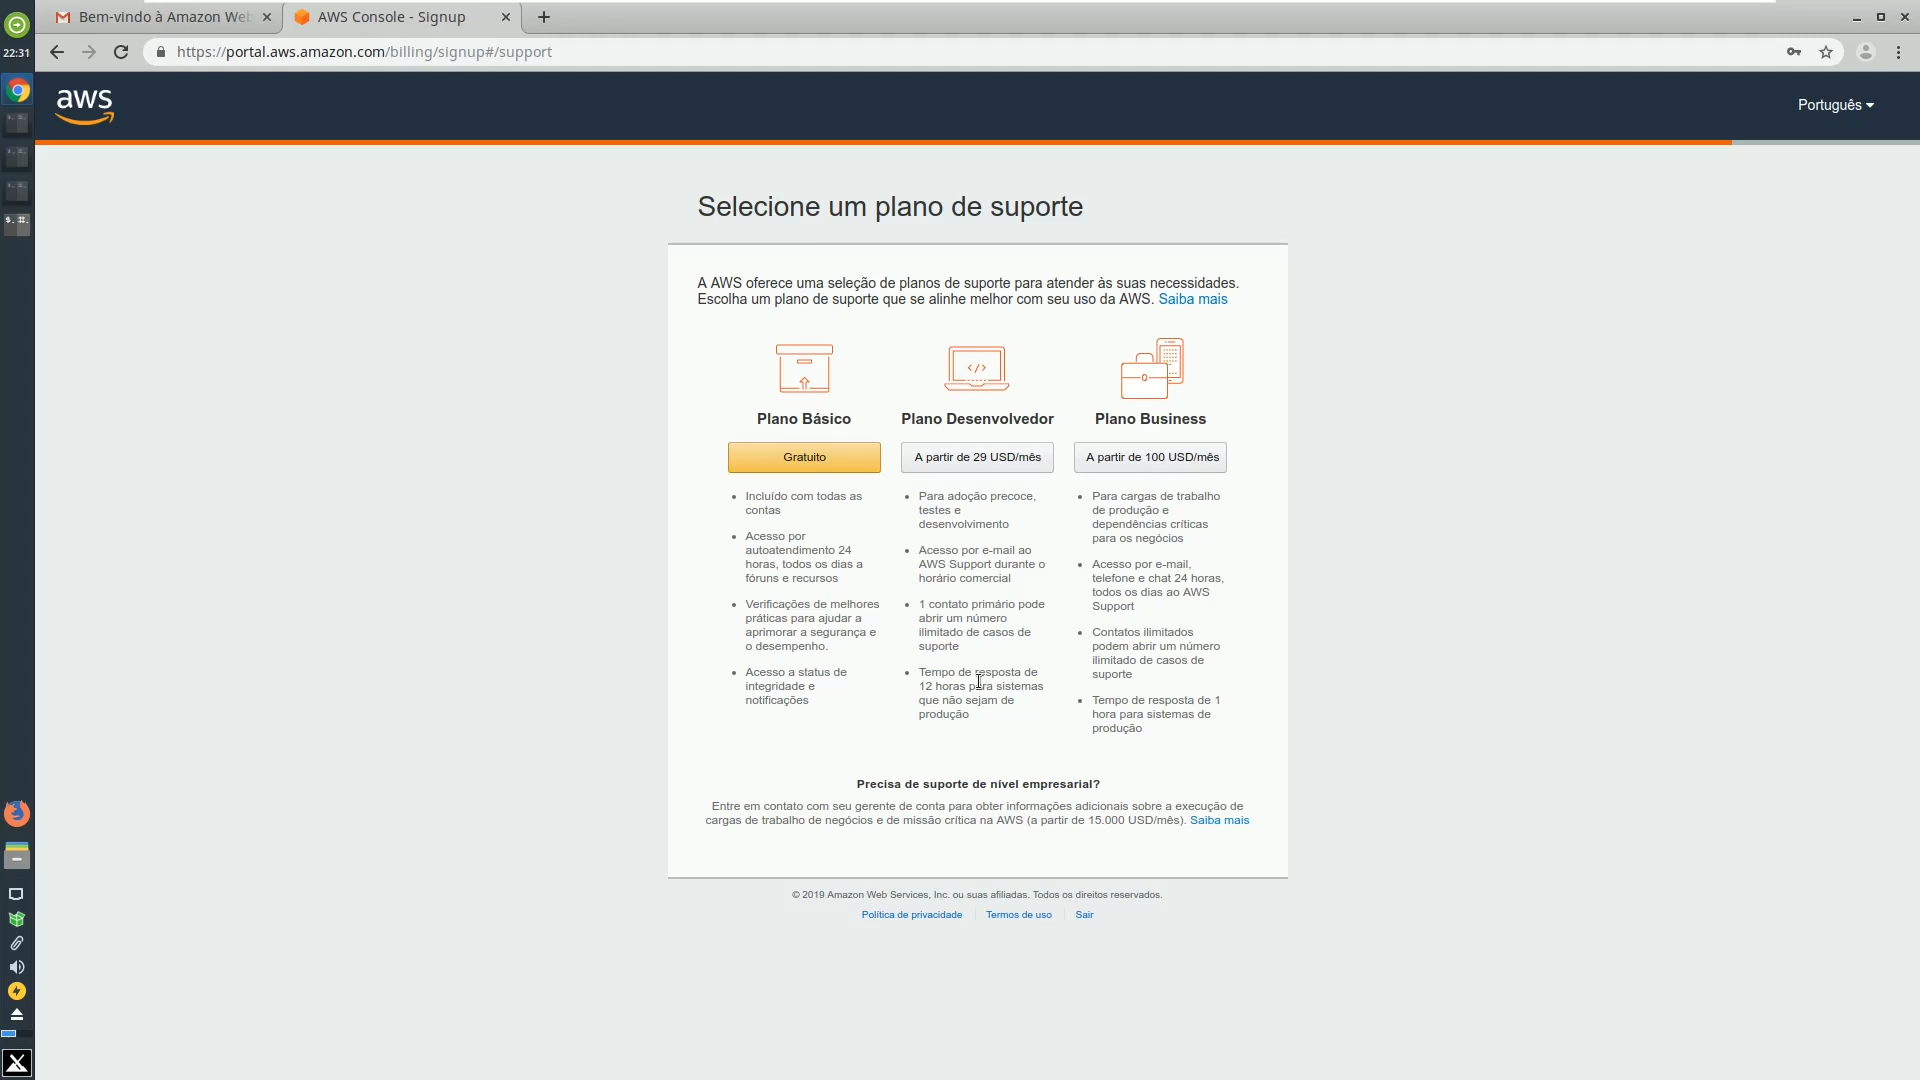 22:31
Bem-vindo à Amazon Web
AWS Console - Signup
https://portal.aws.amazon.com/billing/signup#/support
aws
Português
Selecione um plano de suporte
A AWS oferece uma seleção de planos de suporte para atender às suas necessidades.
Escolha um plano de suporte que se alinhe melhor com seu uso da AWS. Saiba mais
</>
Plano Básico
Gratuito
• Incluído com todas as
contas
• Acesso por
autoatendimento 24
horas, todos os dias a
fóruns e recursos
• Verificações de melhores
práticas para ajudar a
aprimorar a segurança e
o desempenho.
• Acesso a status de
integridade e
notificações
Plano Desenvolvedor
A partir de 29 USD/mês
• Para adoção precoce,
testes e
desenvolvimento
• Acesso por e-mail ao
AWS Support durante o
horário comercial
• 1 contato primário pode
abrir um número
ilimitado de casos de
suporte
• Tempo de resposta de
12 horas para sistemas
que não sejam de
produção
Plano Business
A partir de 100 USD/mês
• Para cargas de trabalho
de produção e
dependências críticas
para os negócios
• Acesso por e-mail,
telefone e chat 24 horas,
todos os dias ao AWS
Support
• Contatos ilimitados
podem abrir um número
ilimitado de casos de
suporte
• Tempo de resposta de 1
hora para sistemas de
produção
Precisa de suporte de nível empresarial?
Entre em contato com seu gerente de conta para obter informações adicionais sobre a execução de
cargas de trabalho de negócios e de missão crítica na AWS (a partir de 15.000 USD/mês). Saiba mais
© 2019 Amazon Web Services, Inc. ou suas afiliadas. Todos os direitos reservados.
Política de privacidade | Termos de uso | Sair